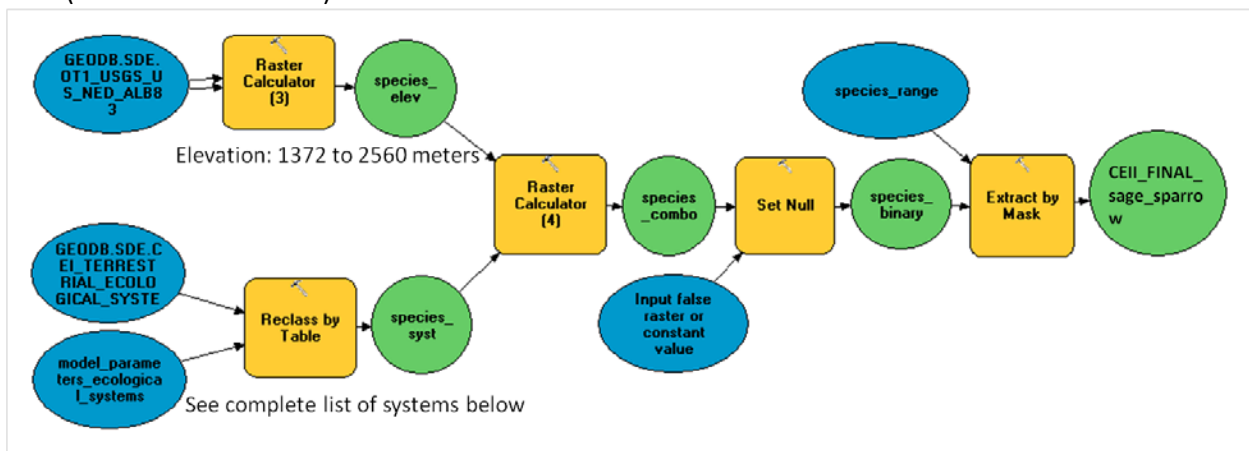 GEODB.SDE.
OT1_USGS_U
S_NED_ALB8
3
Raster
Calculator
(3)
species_
elev
Elevation: 1372 to 2560 meters
species_range
Raster
Calculator
(4)
species
_combo
Set Null
species_
binary
Extract by
Mask
CEII_FINAL_
sage_sparro
w
GEODB.SDE.C
EI_TERREST
RIAL_ECOLO
GICAL_SYSTE
Reclass by
Table
species_
syst
Input false
raster or
constant
value
model_parame
ters_ecologica
l_systems
See complete list of systems below